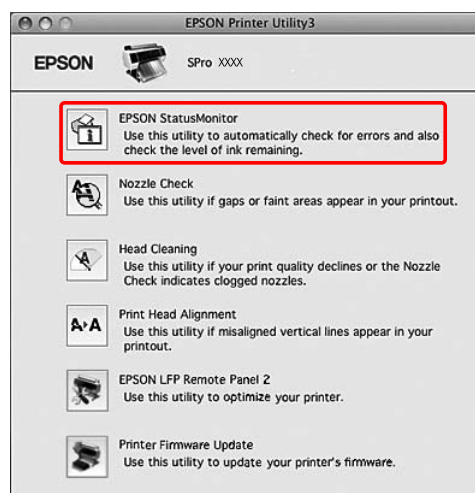 EPSON Printer Utility3
EPSON
SPro XXXX
EPSON StatusMonitor
Use this utility to automatically check for errors and also
check the level of ink remaining.
Nozzle Check
Use this utility if gaps or faint areas appear in your printout.
Head Cleaning
Use this utility if your print quality declines or the Nozzle
Check indicates clogged nozzles.
A▸A
Print Head Alignment
Use this utility if misaligned vertical lines appear in your
printout.
EPSON LFP Remote Panel 2
Use this utility to optimize your printer.
Printer Firmware Update
Use this utility to update your printer's firmware.